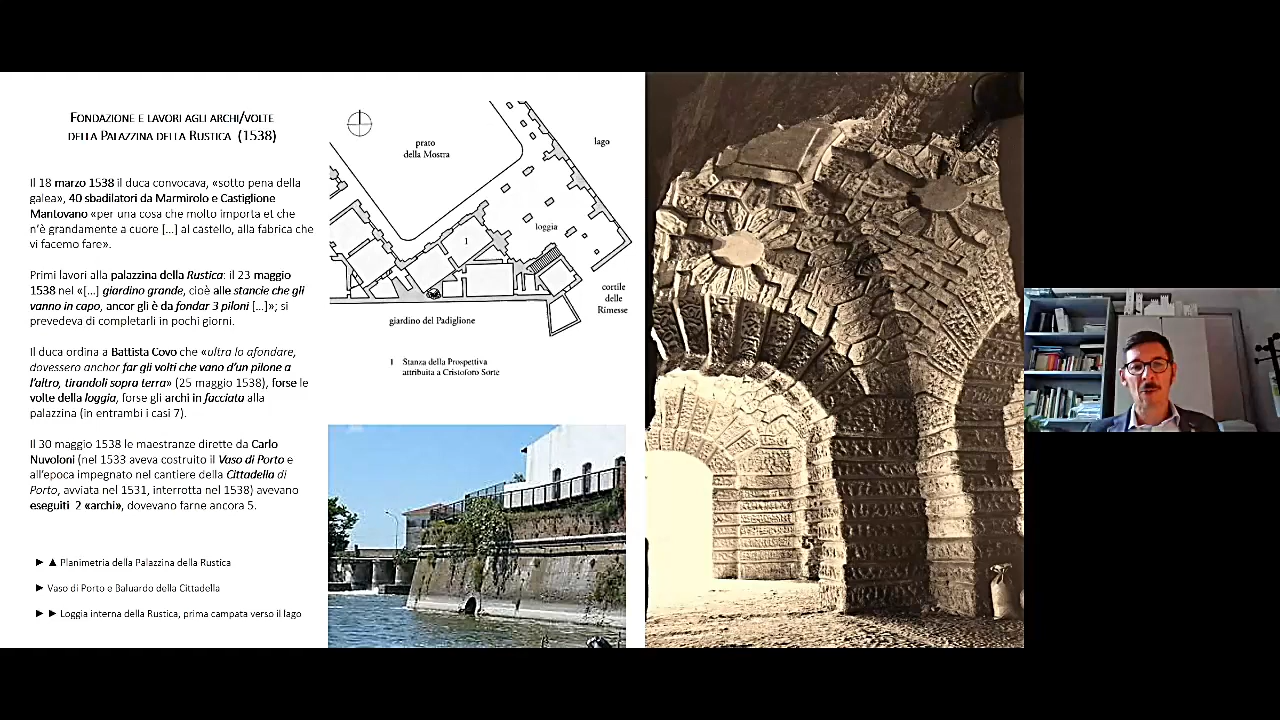 FONDAZIONE E LAVORI AGLI ARCHI/VOLTE
DELLA PALAZZINA DELLA RUSTICA (1538)
Il 18 marzo 1538 il duca convocava, «sotto pena della
galea», 40 sbadilatori da Marmirolo e Castiglione
Mantovano «per una cosa che molto importa et che
n'è grandamente a cuore [...] al castello, alla fabrica che
vi facemo fare».
Primi lavori alla palazzina della Rustica: il 23 maggio
1538 nel «[...] giardino grande, cioè alle stancie che gli
vanno in capo, ancor gli è da fondar 3 piloni [...]»; si
prevedeva di completarli in pochi giorni.
Il duca ordina a Battista Covo che «ultra lo afondare,
dovessero anchor far gli volti che vano d'un pilone a
l'altro, tirandoli sopra terra» (25 maggio 1538), forse le
volte della loggia, forse gli archi in facciata alla
palazzina (in entrambi i casi 7).
Il 30 maggio 1538 le maestranze dirette da Carlo
Nuvoloni (nel 1533 aveva costruito il Vaso di Porto e
all'epoca impegnato nel cantiere della Cittadella di
Porto, avviata nel 1531, interrotta nel 1538) avevano
eseguiti 2 «archi», dovevano farne ancora 5.
► ▲ Planimetria della Palazzina della Rustica
► Vaso di Porto e Baluardo della Cittadella
► ► Loggia interna della Rustica, prima campata verso il lago
prato
della Mostra
lago
1
loggia
cortile
delle
Rimesse
giardino del Padiglione
1 Stanza della Prospettiva
attribuita a Cristoforo Sorte